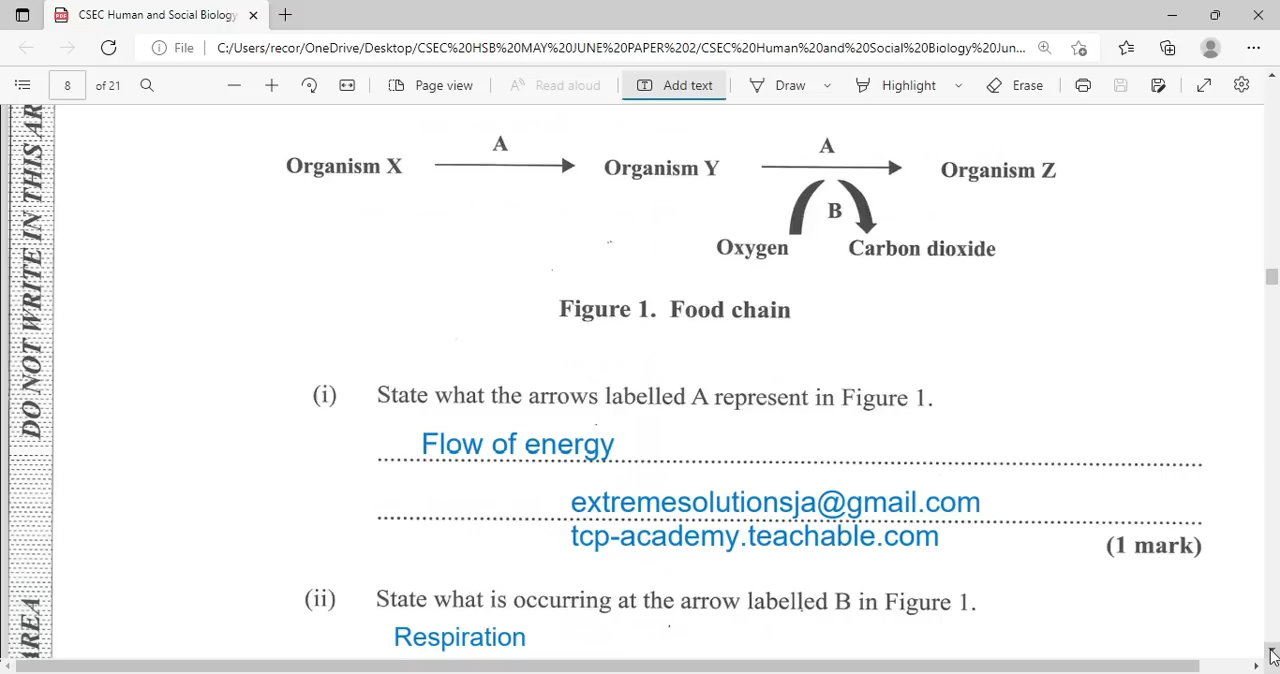 CSEC Human and Social Biology
File
C:/Users/recor/OneDrive/Desktop/CSEC%20HSB%20MAY%20JUNE%20PAPER%202/CSEC%20Human%20and%20Social%20Biology%20Jun...
8
of 21
Page view
Read aloud
Add text
Draw
Highlight
Erase
DO NOT WRITE IN THIS AR
AREA
A
A
Organism X
Organism Y
Organism Z
B
Oxygen
Carbon dioxide
Figure 1. Food chain
(i) State what the arrows labelled A represent in Figure 1.
Flow of energy
extremesolutionsja@gmail.com
tcp-academy.teachable.com
(1 mark)
(ii) State what is occurring at the arrow labelled B in Figure 1.
Respiration